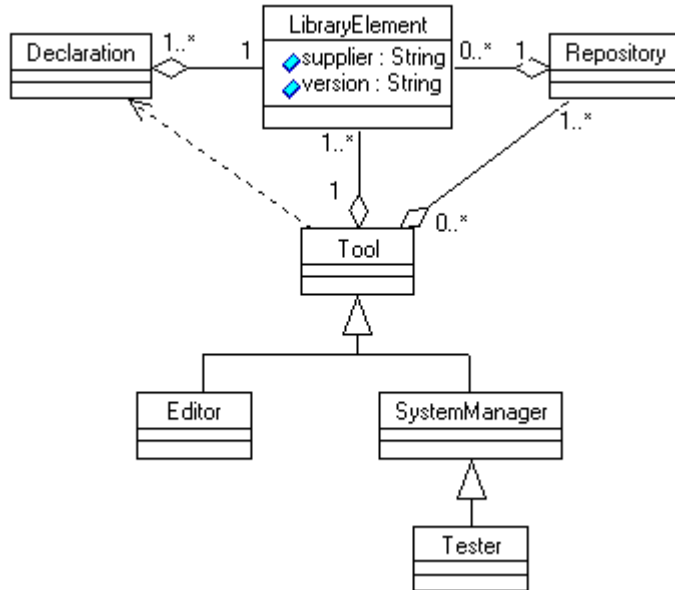 LibraryElement
Declaration
1..*
1
supplier : String
version : String
0..*
1
Repository
1..*
1..*
1
0..*
Tool
Editor
SystemManager
Tester